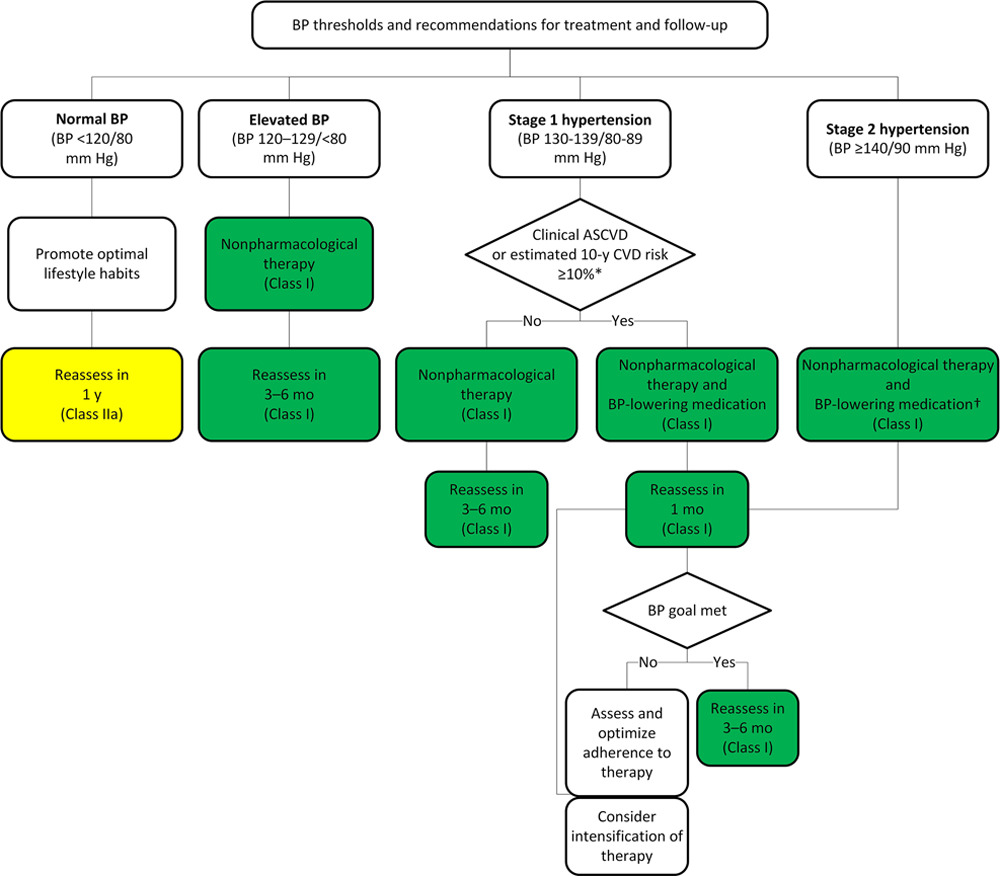 BP thresholds and recommendations for treatment and follow-up
Normal BP
(BP <120/80
mm Hg)
Elevated BP
(BP 120–129/<80
mm Hg)
Stage 1 hypertension
(BP 130-139/80-89
mm Hg)
Stage 2 hypertension
(BP ≥140/90 mm Hg)
Promote optimal
lifestyle habits
Nonpharmacological
therapy
(Class I)
Clinical ASCVD
or estimated 10-y CVD risk
≥10%*
No
Yes
Reassess in
1 y
(Class IIa)
Reassess in
3–6 mo
(Class I)
Nonpharmacological
therapy
(Class I)
Nonpharmacological
therapy and
BP-lowering medication
(Class I)
Nonpharmacological therapy
and
BP-lowering medication†
(Class I)
Reassess in
3–6 mo
(Class I)
Reassess in
1 mo
(Class I)
BP goal met
No
Yes
Assess and
optimize
adherence to
therapy
Reassess in
3–6 mo
(Class I)
Consider
intensification of
therapy